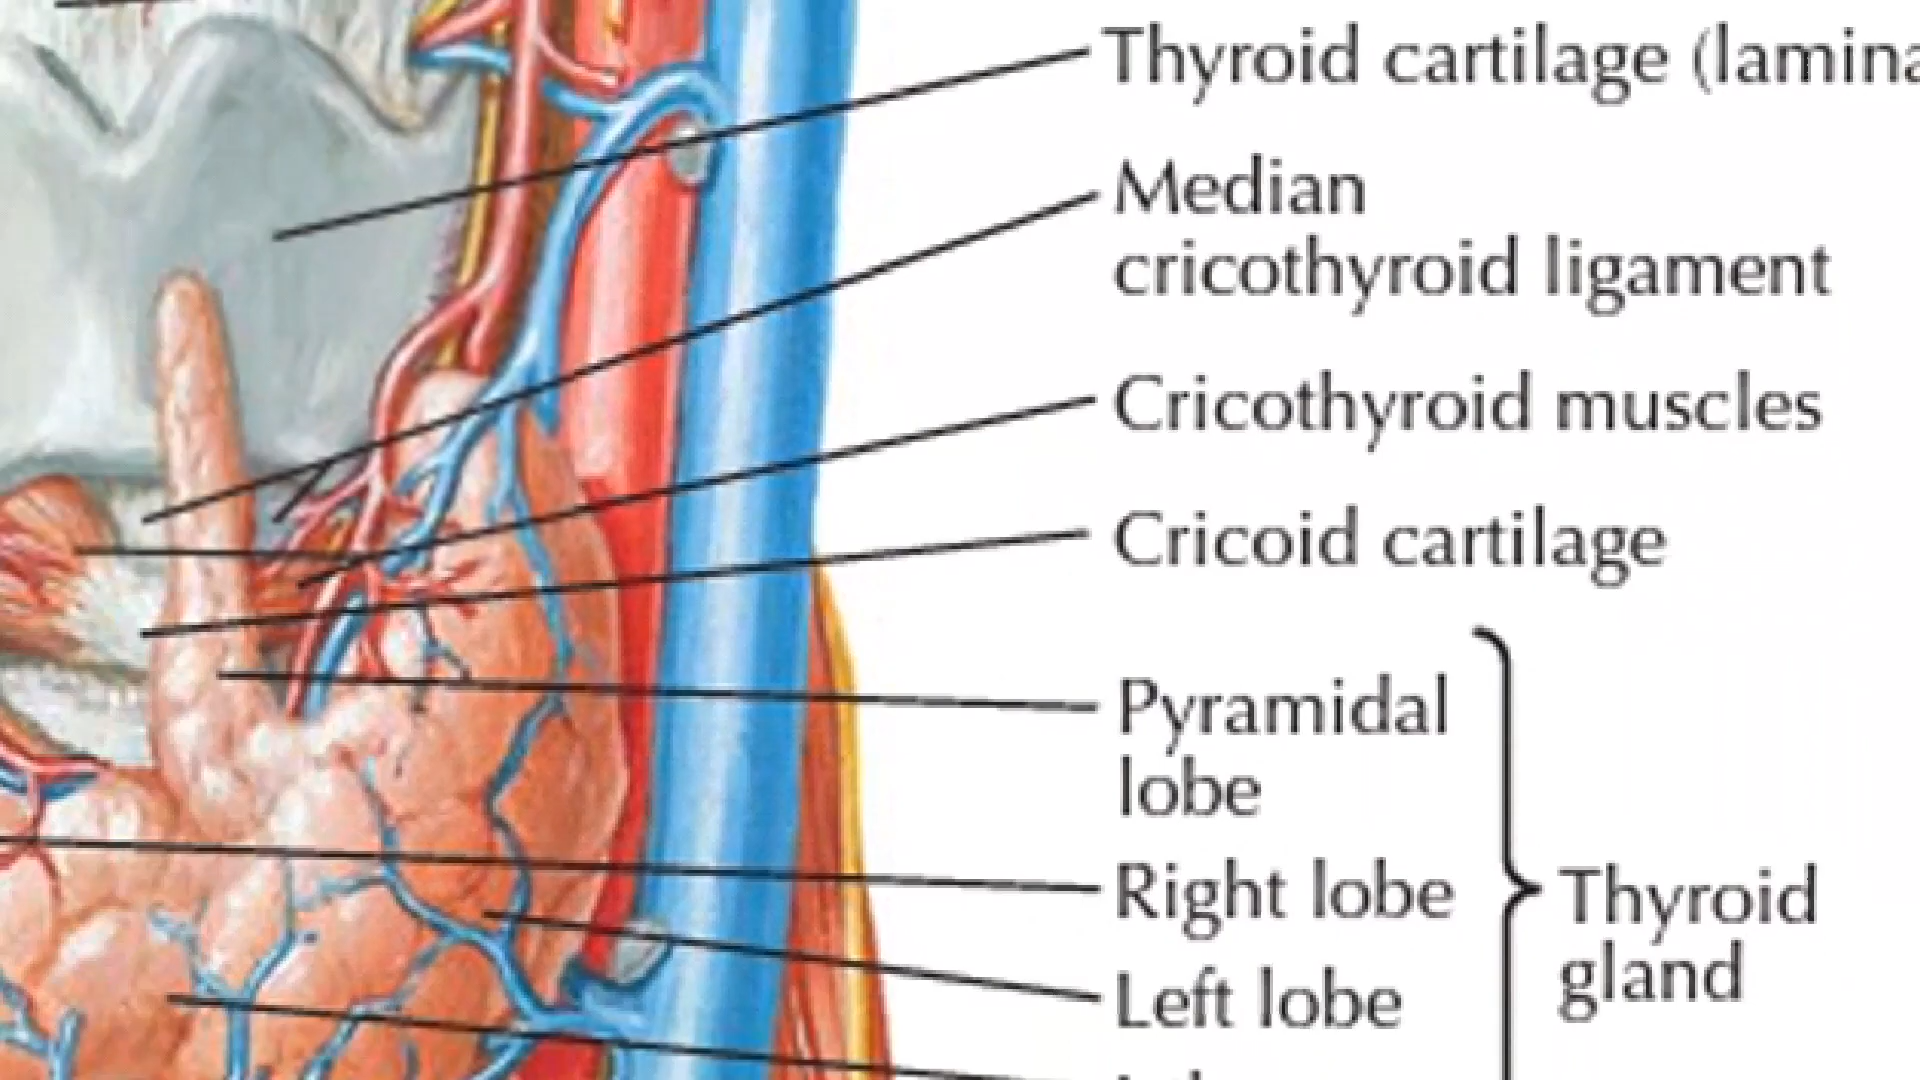 Thyroid cartilage (lamina
Median
cricothyroid ligament
Cricothyroid muscles
Cricoid cartilage
Pyramidal
lobe
Right lobe
Left lobe
Thyroid
gland